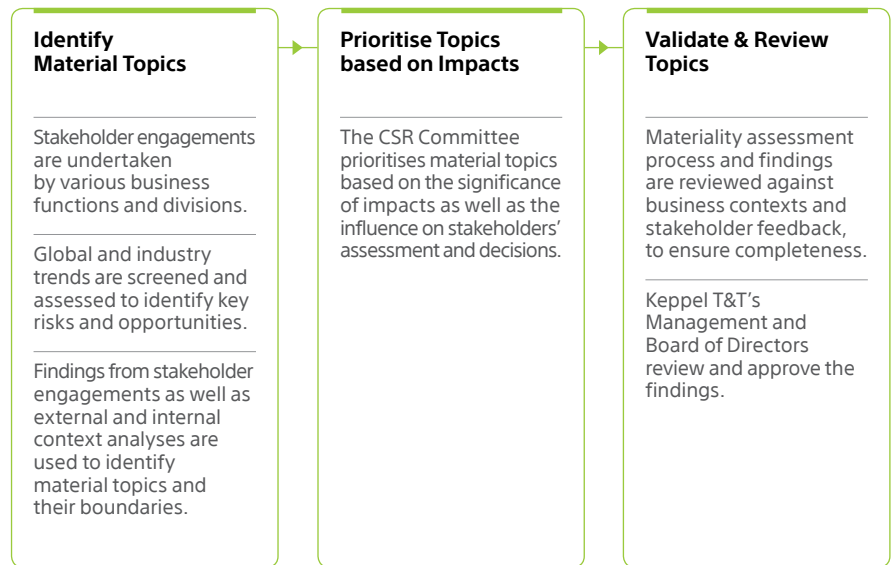 Identify
Material Topics
Stakeholder engagements
are undertaken
by various business
functions and divisions.
Global and industry
trends are screened and
assessed to identify key
risks and opportunities.
Findings from stakeholder
engagements as well as
external and internal
context analyses are
used to identify
material topics and
their boundaries.
Prioritise Topics
based on Impacts
The CSR Committee
prioritises material topics
based on the significance
of impacts as well as the
influence on stakeholders’
assessment and decisions.
Validate & Review
Topics
Materiality assessment
process and findings
are reviewed against
business contexts and
stakeholder feedback,
to ensure completeness.
Keppel T&T’s
Management and
Board of Directors
review and approve the
findings.